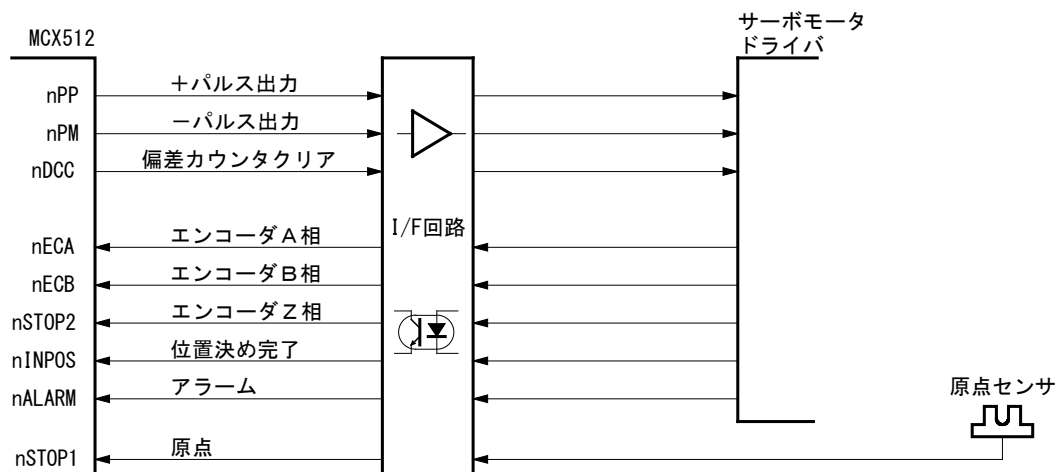 サーボモータ
ドライバ
MCX512
nPP
+パルス出力
nPM
-パルス出力
nDCC
偏差カウンタクリア
I/F回路
nECA
エンコーダA相
nECB
エンコーダB相
nSTOP2
エンコーダZ相
nINPOS
位置決め完了
nALARM
アラーム
原点センサ
nSTOP1
原点